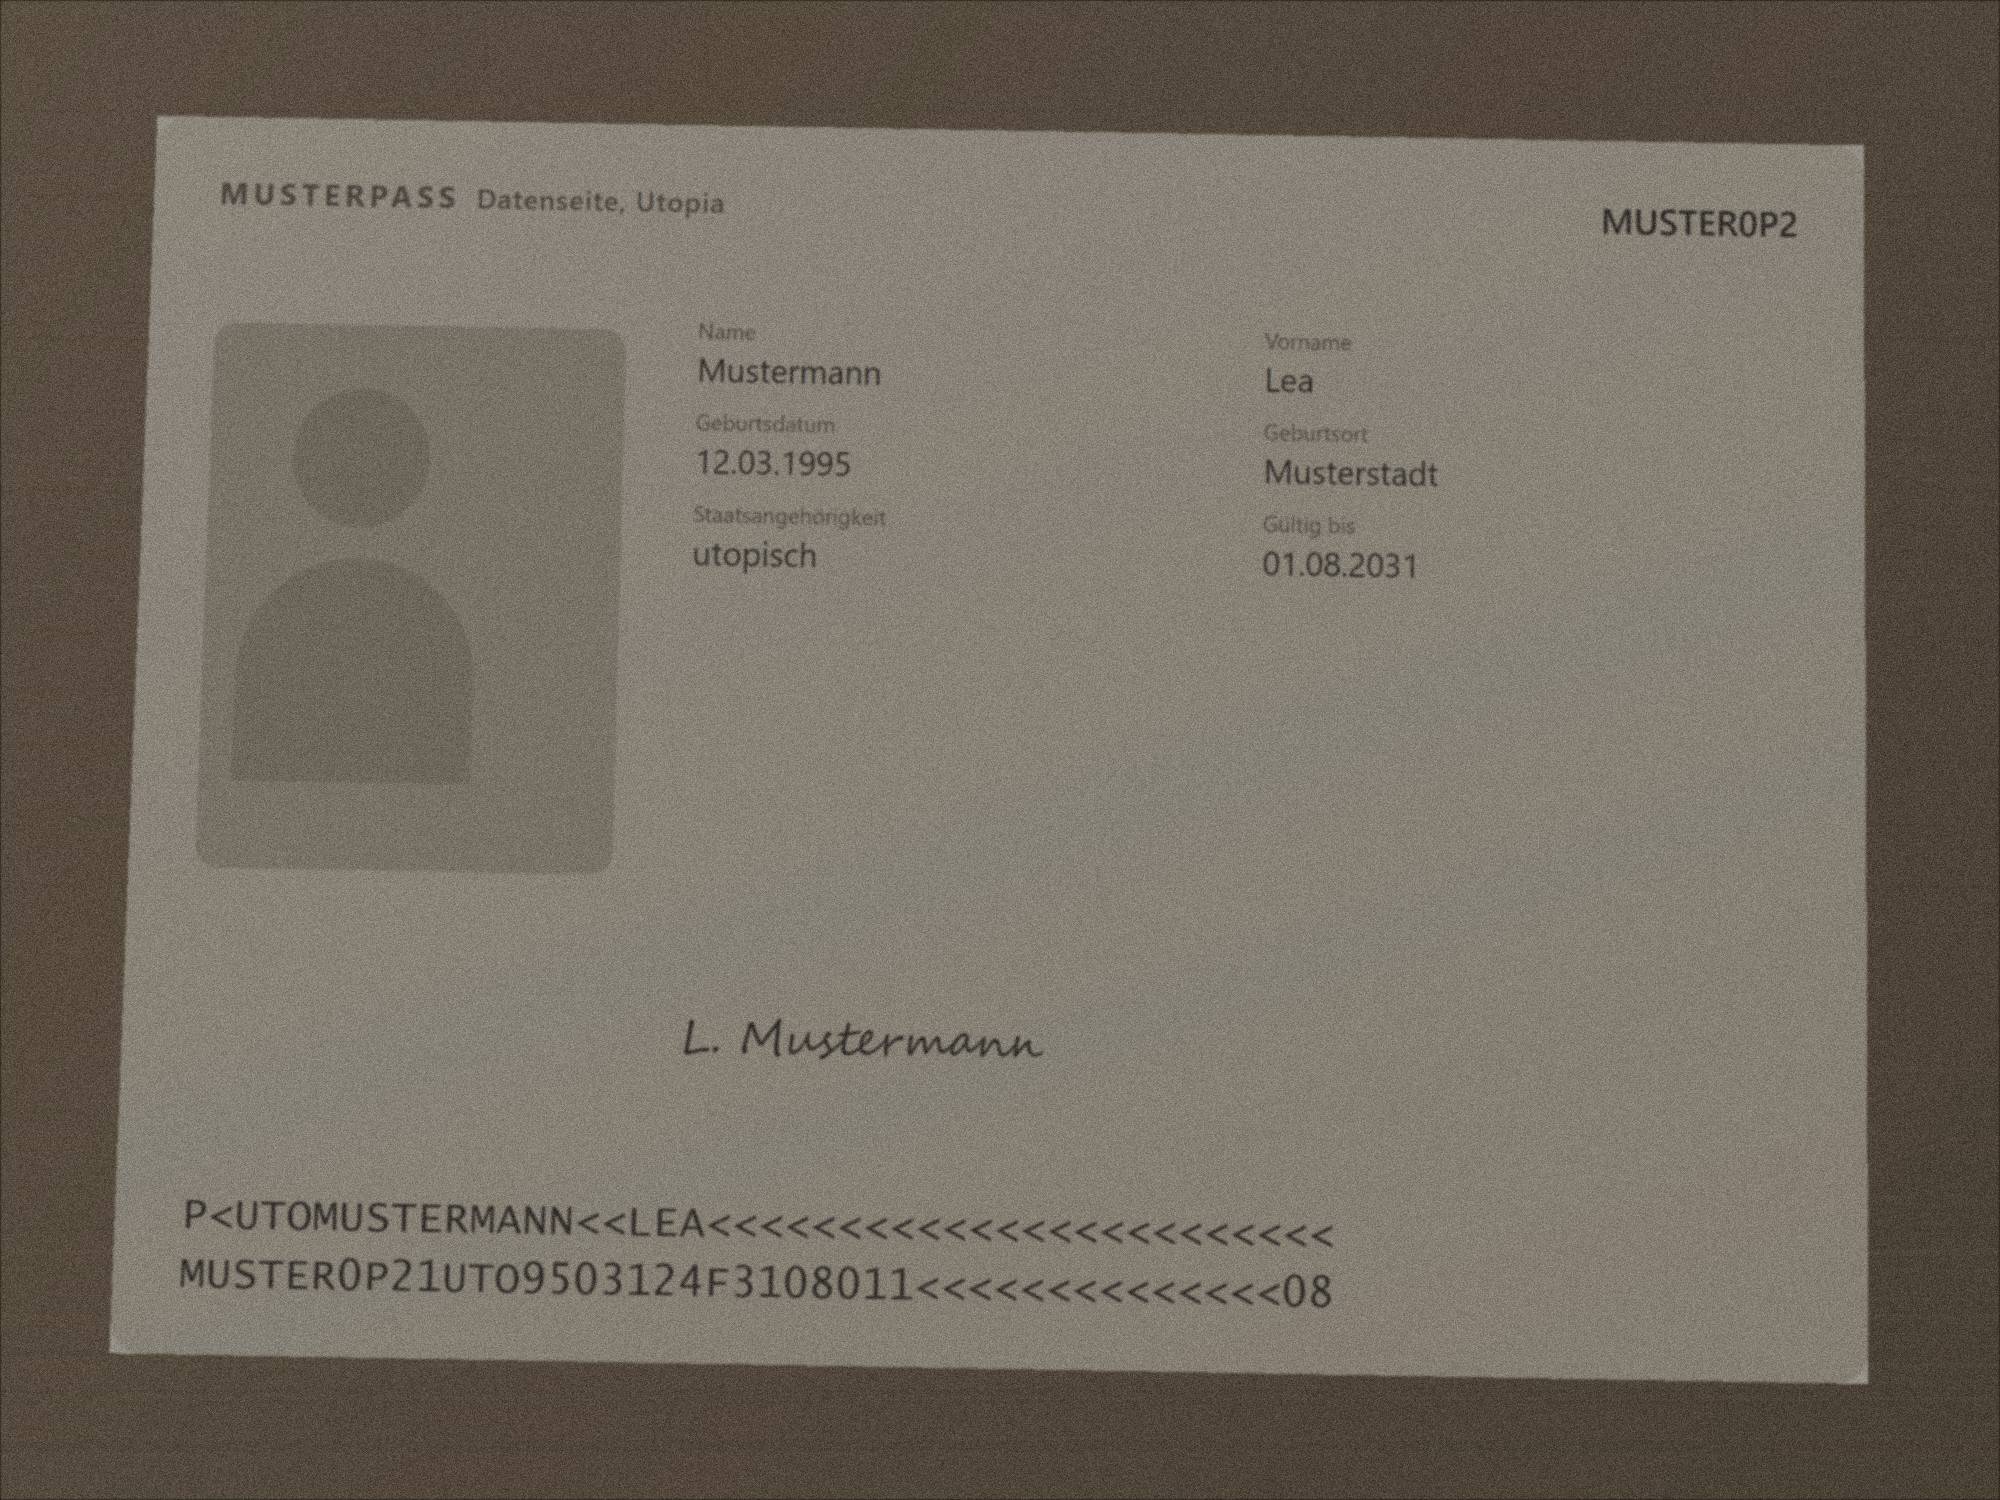 MUSTERPASS Datenseite, Utopia
MUSTER0P2
Name
Mustermann
Vorname
Lea
Geburtsdatum
12.03.1995
Geburtsort
Musterstadt
Staatsangehörigkeit
utopisch
Gültig bis
01.08.2031
L. Mustermann
P<UTOMUSTERMANN<<LEA<<<<<<<<<<<<<<<<<<<<<<<<
MUSTER0P21UTO9503124F3108011<<<<<<<<<<<<<<08